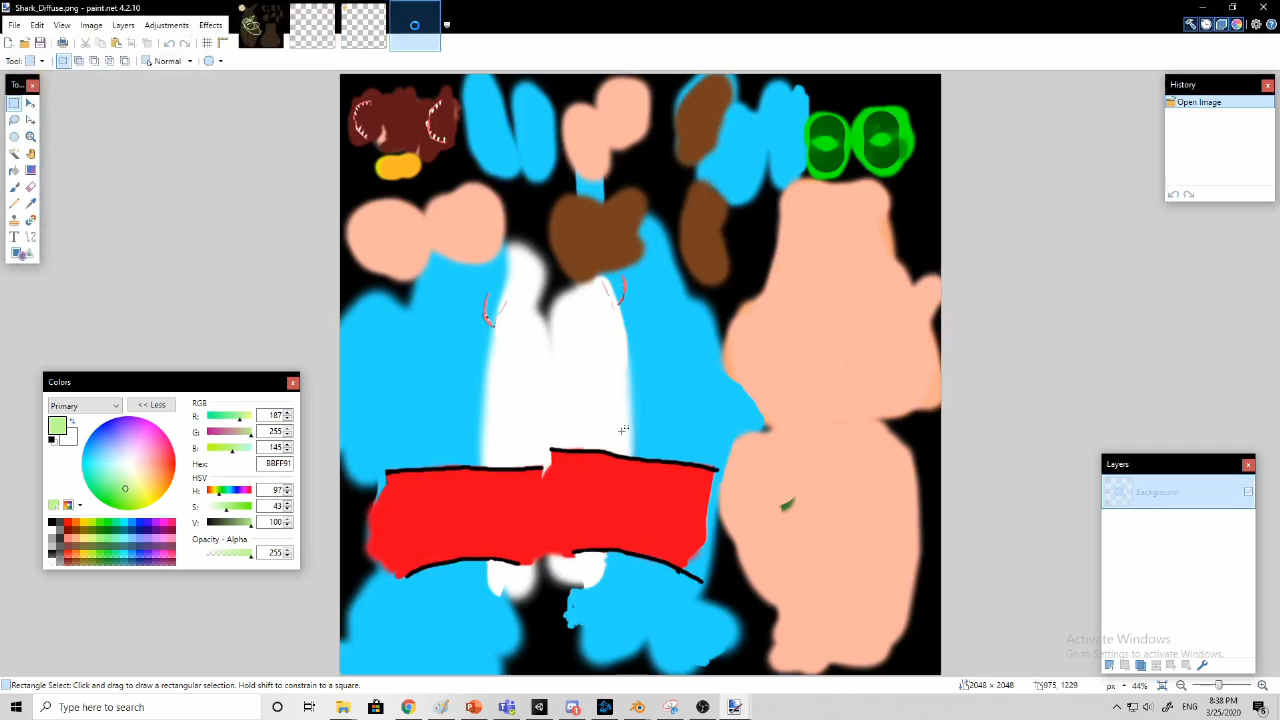 Shark_Diffuse.png - paint.net 4.2.10
File Edit View Image Layers Adjustments Effects
Tool: Normal
To...
History
Open Image
Colors
Primary << Less
RGB
R: 187
G: 255
B: 145
Hex: BBFF91
HSV
H: 97
S: 43
V: 100
Opacity - Alpha
255
Layers
Background
Activate Windows
Go to Settings to activate Windows.
Rectangle Select: Click and drag to draw a rectangular selection. Hold shift to constrain to a square. 2048 × 2048 975, 1229 px 44%
Type here to search
8:38 PM
3/25/2020